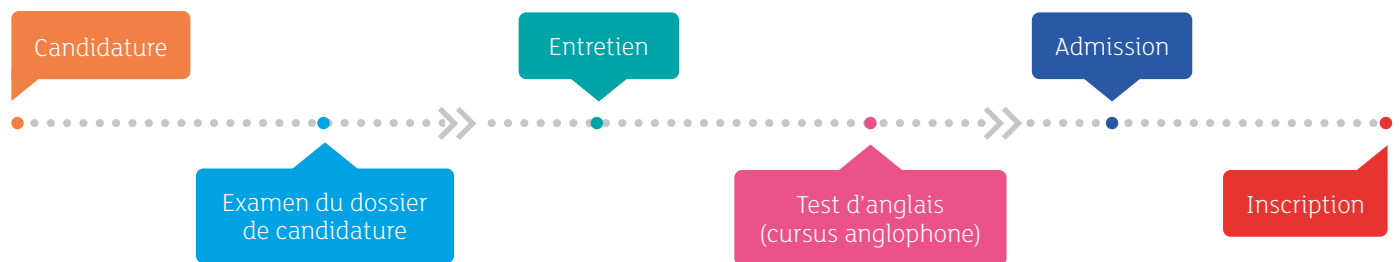 Candidature
Examen du dossier
de candidature
Entretien
Test d’anglais
(cursus anglophone)
Admission
Inscription